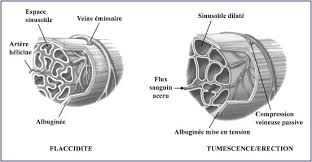 Espace
sinusoïde
Veine émissaire
Artère
hélicine
Albuginée
FLACCIDITE
Sinusoïde dilaté
Flux
sanguin
accru
Compression
veineuse passive
Albuginée mise en tension
TUMESCENCE/ERECTION